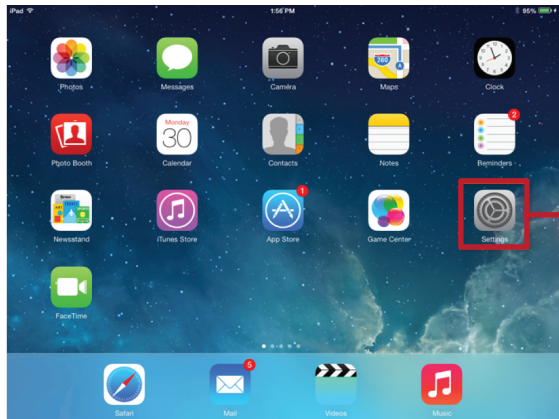 iPad 1:56 PM 95%
Photos Messages Camera Maps Clock
280
Monday 2
30
Photo Booth Calendar Contacts Notes Reminders
1
Newsstand iTunes Store App Store Game Center Settings
FaceTime
5
Safari Mail Videos Music